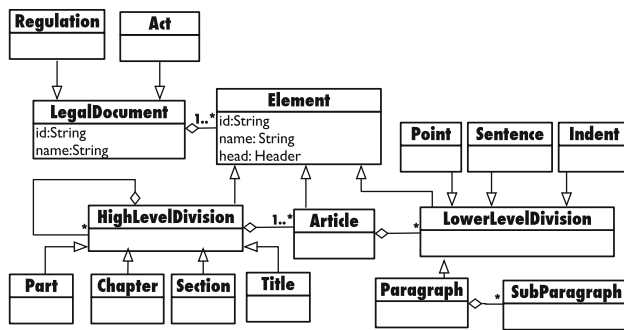 Regulation
Act
LegalDocument
id:String
name:String
1..*
Element
id:String
name: String
head: Header
Point
Sentence
Indent
*
HighLevelDivision
1..*
Article
*
LowerLevelDivision
Part
Chapter
Section
Title
Paragraph
*
SubParagraph